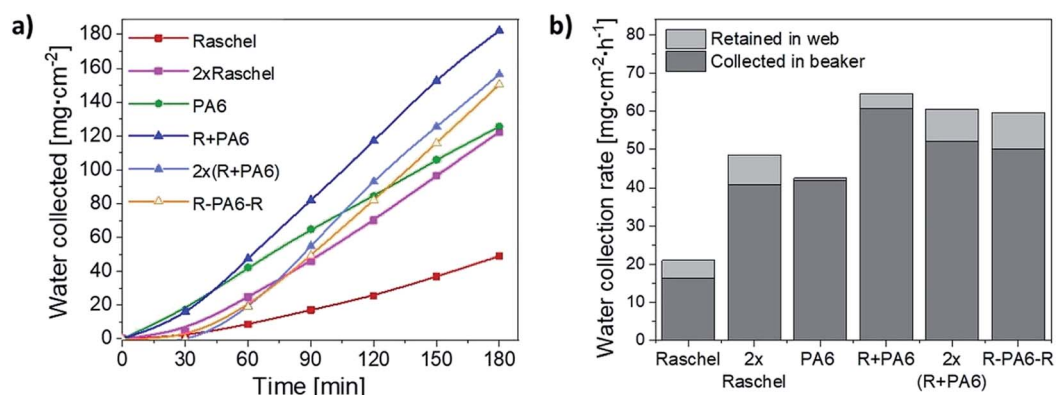 a)
Water collected [mg·cm-2]
180
160
140
120
100
80
60
40
20
0
Raschel
2xRaschel
PA6
R+PA6
2x(R+PA6)
R-PA6-R
0 30 60 90 120 150 180
Time [min]
b)
Water collection rate [mg·cm-2·h-1]
80
70
60
50
40
30
20
10
0
Retained in web
Collected in beaker
Raschel 2x PA6 R+PA6 2x R-PA6-R
Raschel (R+PA6)